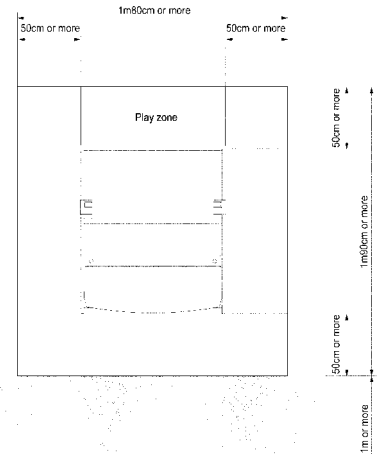 1m80cm or more
50cm or more
50cm or more
Play zone
50cm or more
1m90cm or more
50cm or more
1m or more